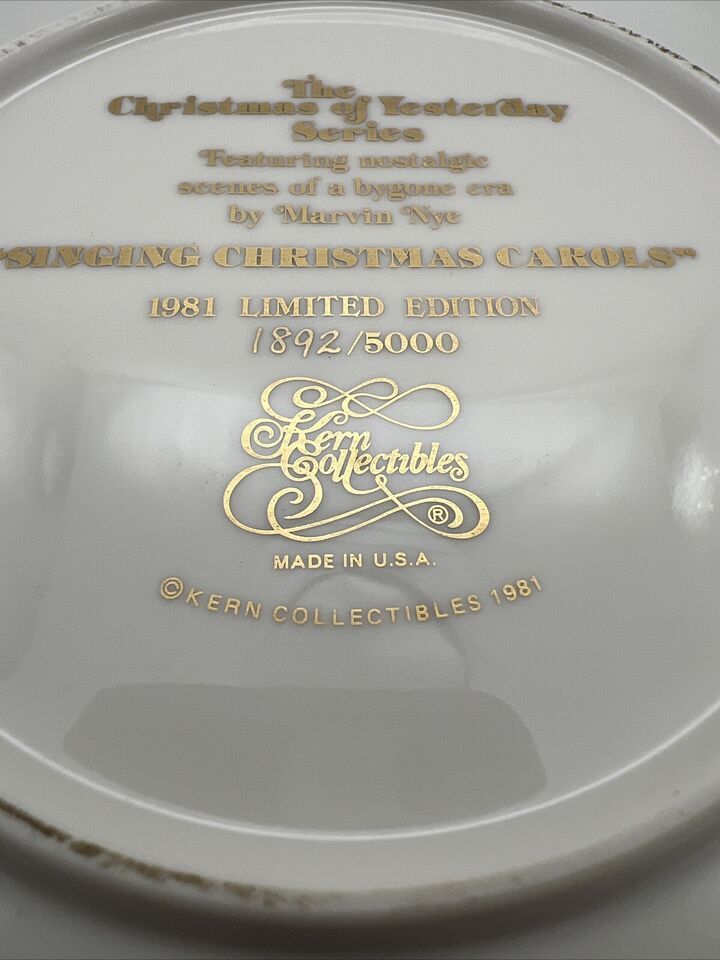 The
Christmas of Yesterday
Series
Featuring nostalgic
scenes of a bygone era
by Marvin Nye
"SINGING CHRISTMAS CAROLS"
1981 LIMITED EDITION
1892/5000
Kern
Collectibles
®
MADE IN U.S.A.
©KERN COLLECTIBLES 1981